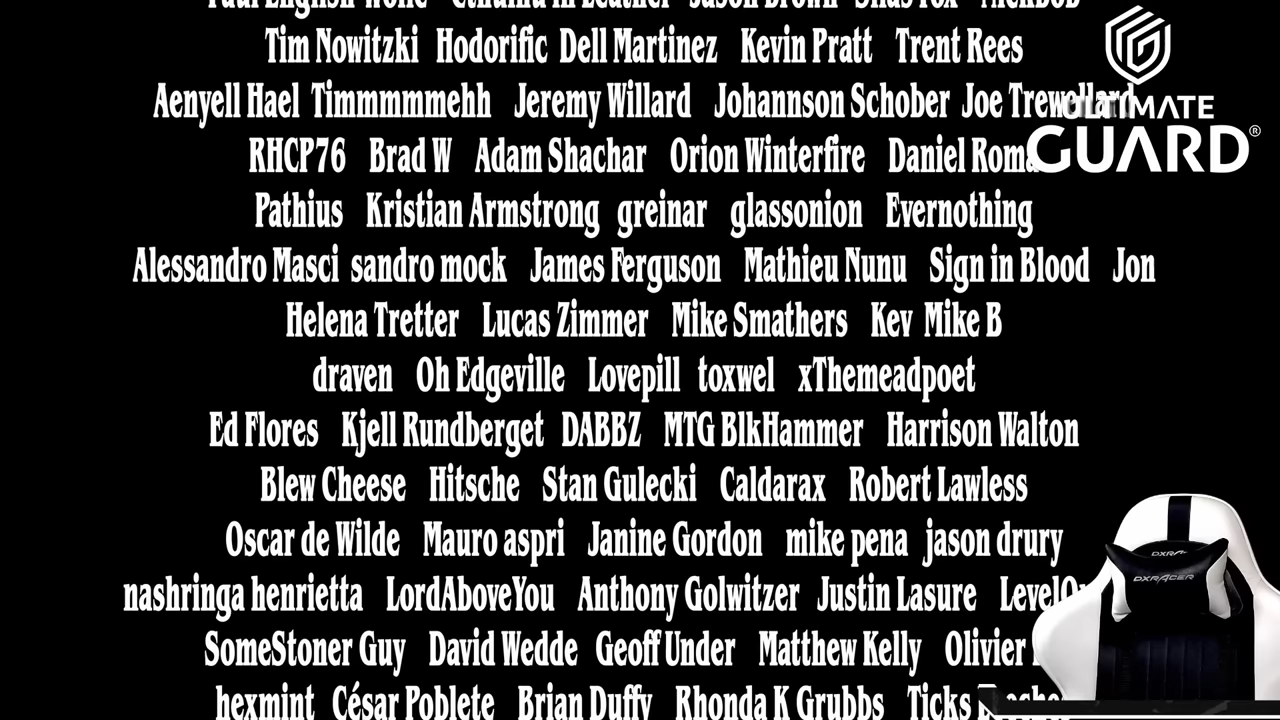 Tim Nowitzki Hodorific Dell Martinez Kevin Pratt Trent Rees
Aenyell Hael Timmmmmehh Jeremy Willard Johannson Schober Joe Trewollard
RHCP76 Brad W Adam Shachar Orion Winterfire Daniel
Pathius Kristian Armstrong greinar glassonion Evernothing
Alessandro Masci sandro mock James Ferguson Mathieu Nunu Sign in Blood Jon
Helena Tretter Lucas Zimmer Mike Smathers Kev Mike B
draven Oh Edgeville Lovepill toxwel xThemeadpoet
Ed Flores Kjell Rundberget DABBZ MTG BlkHammer Harrison Walton
Blew Cheese Hitsche Stan Gulecki Caldarax Robert Lawless
Oscar de Wilde Mauro aspri Janine Gordon mike pena jason drury
nashringa henrietta LordAboveYou Anthony Golwitzer Justin Lasure
SomeStoner Guy David Wedde Geoff Under Matthew Kelly Olivier
hexmint César Poblete Brian Duffy Rhonda K Grubbs Ticks
ULTIMATE
GUARD®
DXRACER